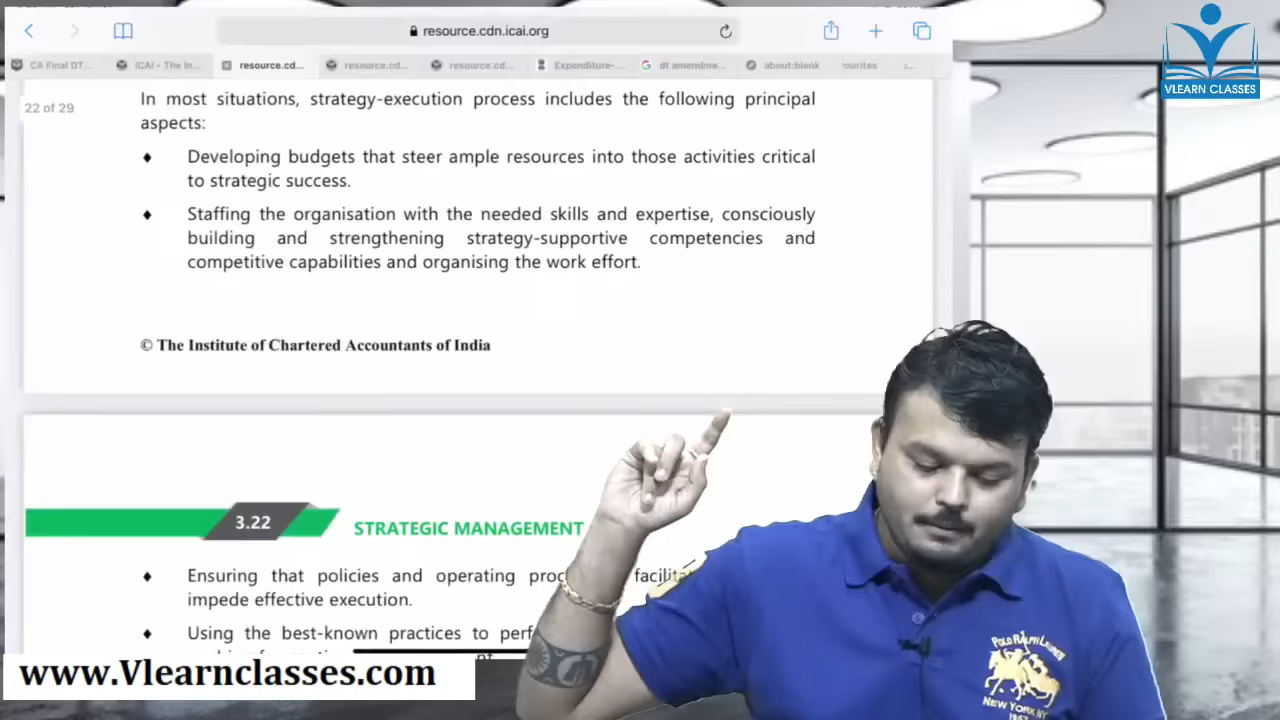 resource.cdn.icai.org
CA Final DT...
ICAI - The In...
resource.cd...
resource.cd...
resource.cd...
Expenditure-...
dt amendme...
about:blank
ourites
VLEARN CLASSES
22 of 29
In most situations, strategy-execution process includes the following principal
aspects:
Developing budgets that steer ample resources into those activities critical
to strategic success.
Staffing the organisation with the needed skills and expertise, consciously
building and strengthening strategy-supportive competencies and
competitive capabilities and organising the work effort.
© The Institute of Chartered Accountants of India
3.22
STRATEGIC MANAGEMENT
Ensuring that policies and operating
impede effective execution.
Using the best-known practices to
www.Vlearnclasses.com
POLO RALPH LAUREN
NEW YORK NY
1967